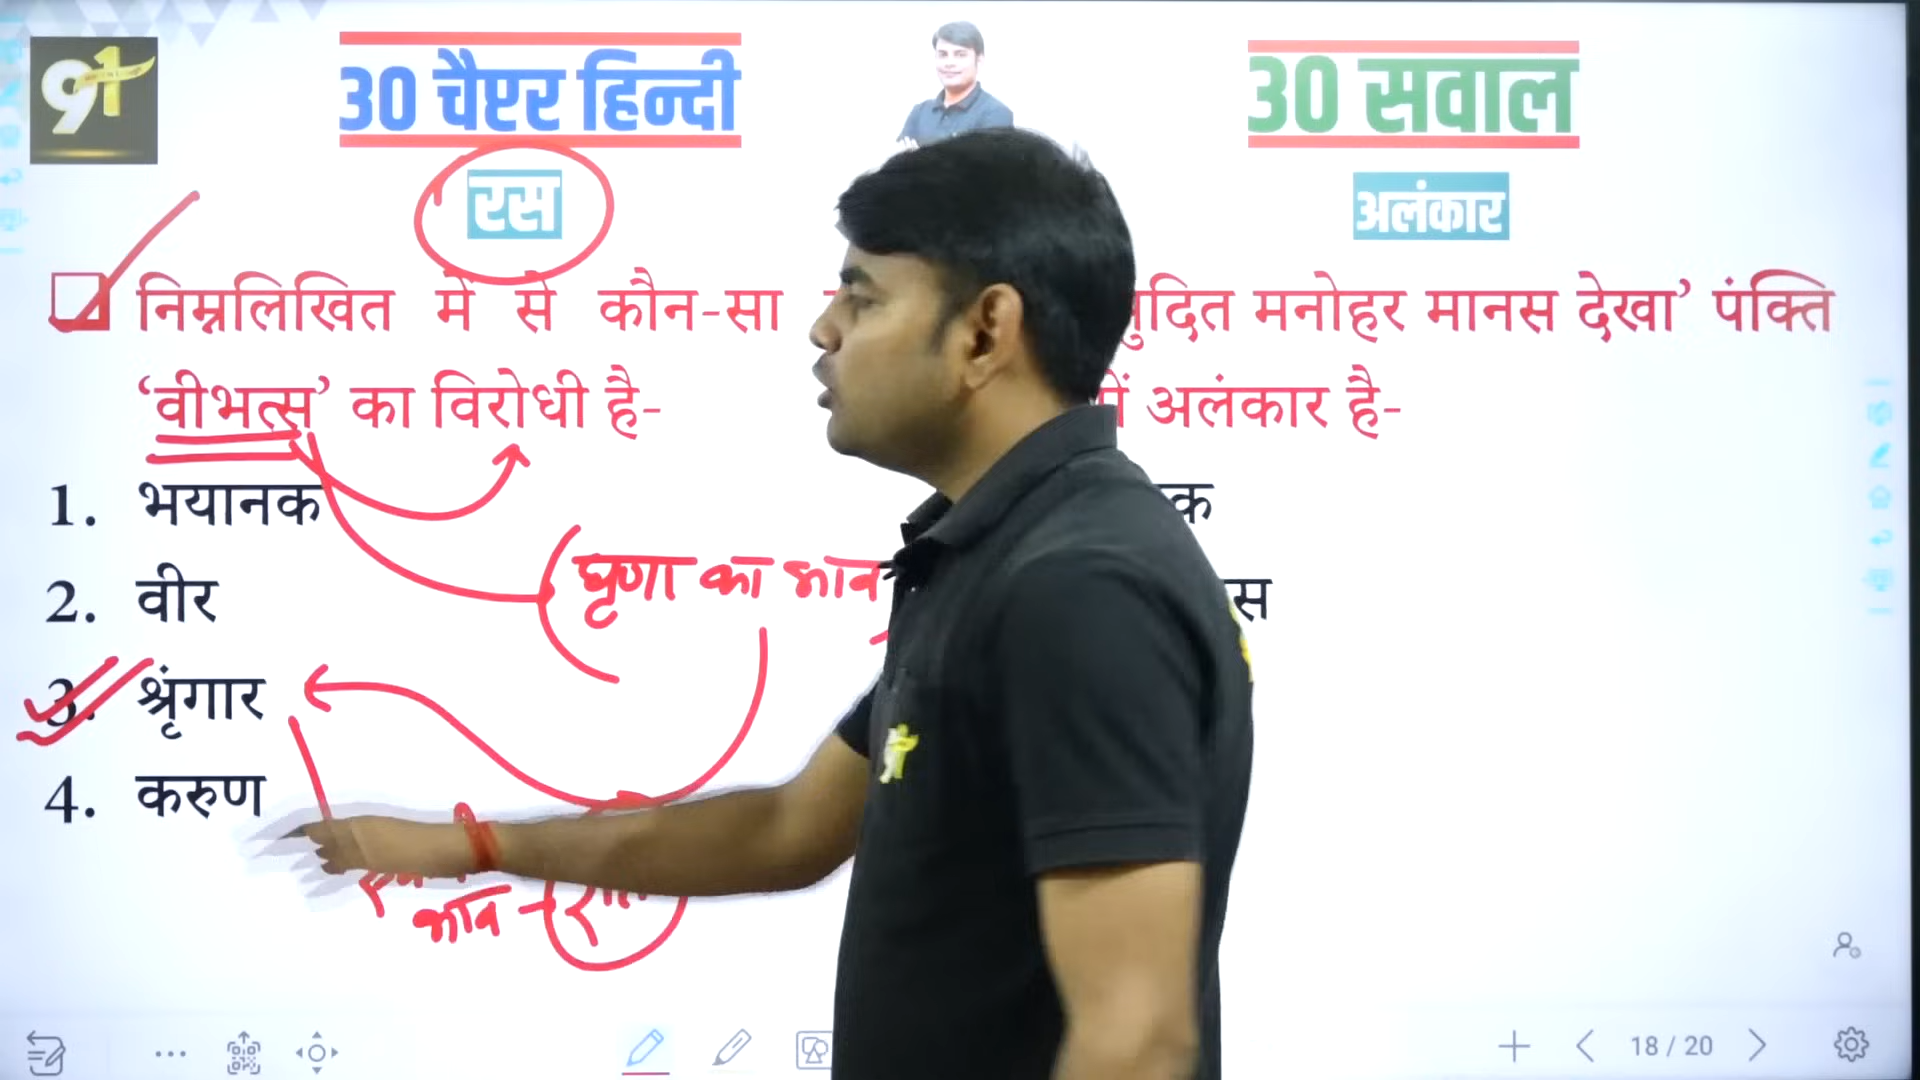 91
30 चैप्टर हिन्दी
30 सवाल
रस
अलंकार
निम्नलिखित में से कौन-सा
'वीभत्स' का विरोधी है-
1. भयानक
2. वीर
3. श्रृंगार
4. करुण
घृणा का भाव
भाव -
मनोहर मानस देखा' पंक्ति
में अलंकार है-
18 / 20